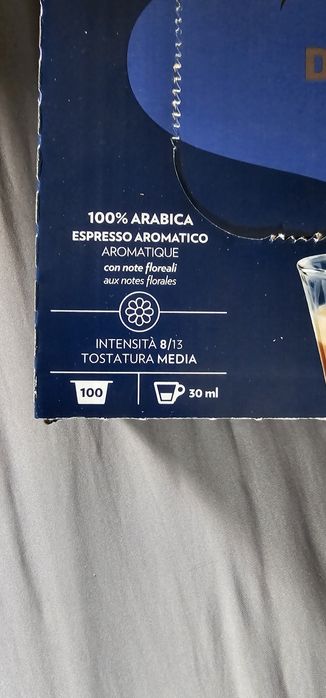 D
100% ARABICA
ESPRESSO AROMATICO
AROMATIQUE
con note floreali
aux notes florales
INTENSITÀ 8/13
TOSTATURA MEDIA
100
30 ml